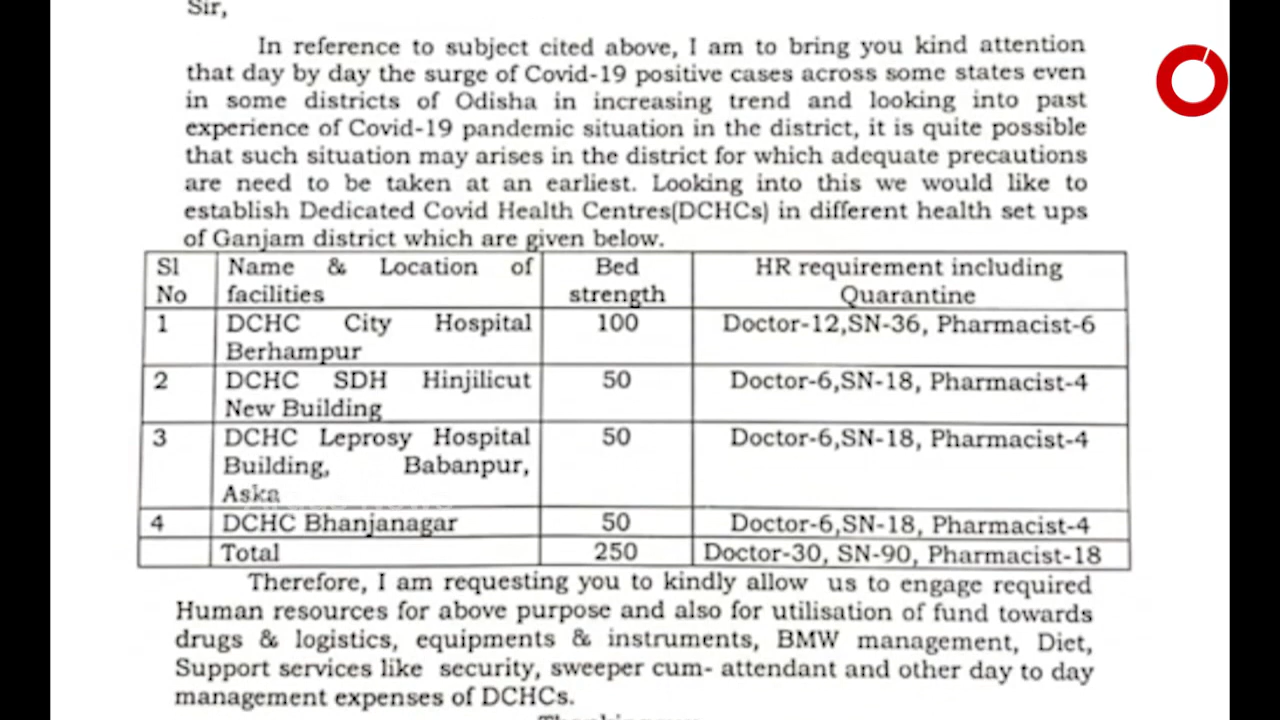 Sir,
In reference to subject cited above, I am to bring you kind attention
that day by day the surge of Covid-19 positive cases across some states even
in some districts of Odisha in increasing trend and looking into past
experience of Covid-19 pandemic situation in the district, it is quite possible
that such situation may arises in the district for which adequate precautions
are need to be taken at an earliest. Looking into this we would like to
establish Dedicated Covid Health Centres(DCHCs) in different health set ups
of Ganjam district which are given below.
Sl No | Name & Location of facilities | Bed strength | HR requirement including Quarantine
1 | DCHC City Hospital Berhampur | 100 | Doctor-12,SN-36, Pharmacist-6
2 | DCHC SDH Hinjilicut New Building | 50 | Doctor-6,SN-18, Pharmacist-4
3 | DCHC Leprosy Hospital Building, Babanpur, Aska | 50 | Doctor-6,SN-18, Pharmacist-4
4 | DCHC Bhanjanagar | 50 | Doctor-6,SN-18, Pharmacist-4
Total | 250 | Doctor-30, SN-90, Pharmacist-18
Therefore, I am requesting you to kindly allow us to engage required
Human resources for above purpose and also for utilisation of fund towards
drugs & logistics, equipments & instruments, BMW management, Diet,
Support services like security, sweeper cum- attendant and other day to day
management expenses of DCHCs.